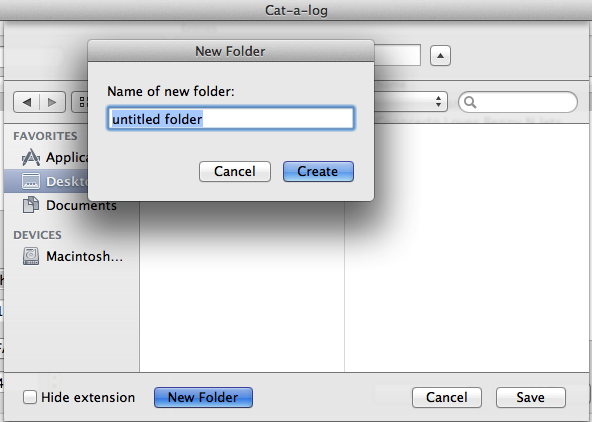 Cat-a-log
New Folder
Name of new folder:
untitled folder
Cancel
Create
FAVORITES
Applica
Deskto
Documents
DEVICES
Macintosh...
Hide extension
New Folder
Cancel
Save